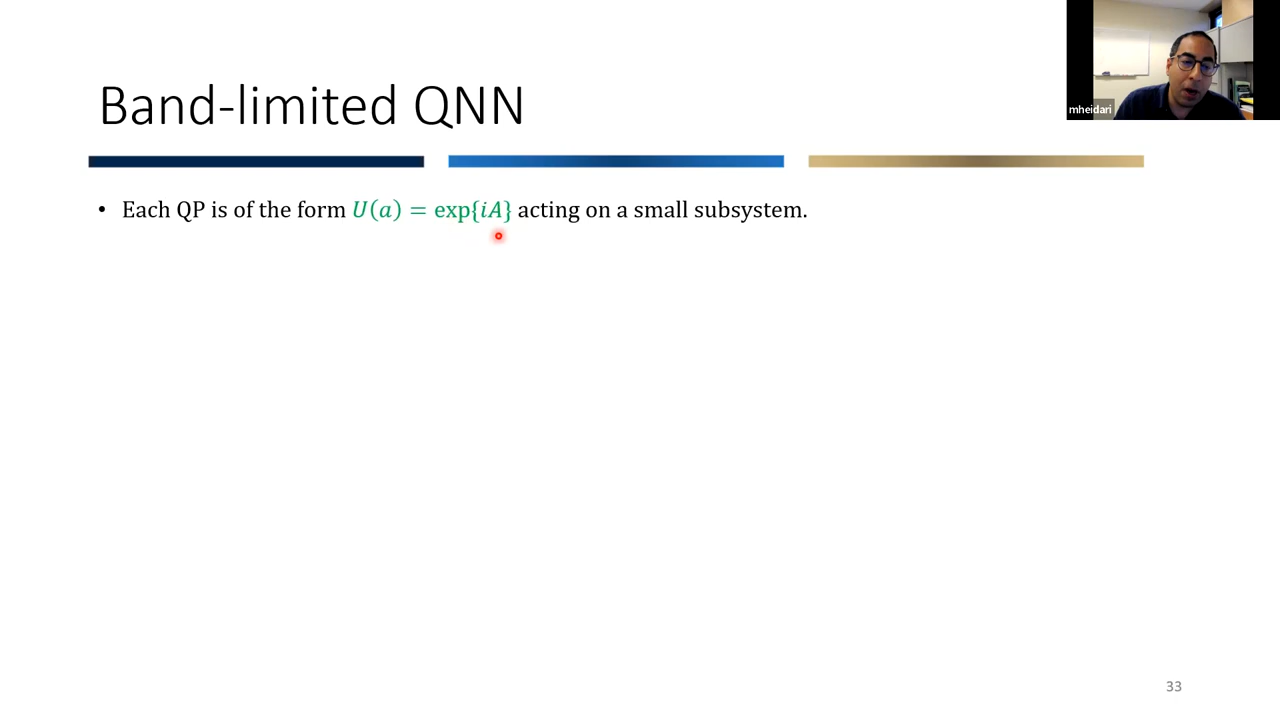 mheidari
Band-limited QNN
• Each QP is of the form U(a) = exp{iA} acting on a small subsystem.
33